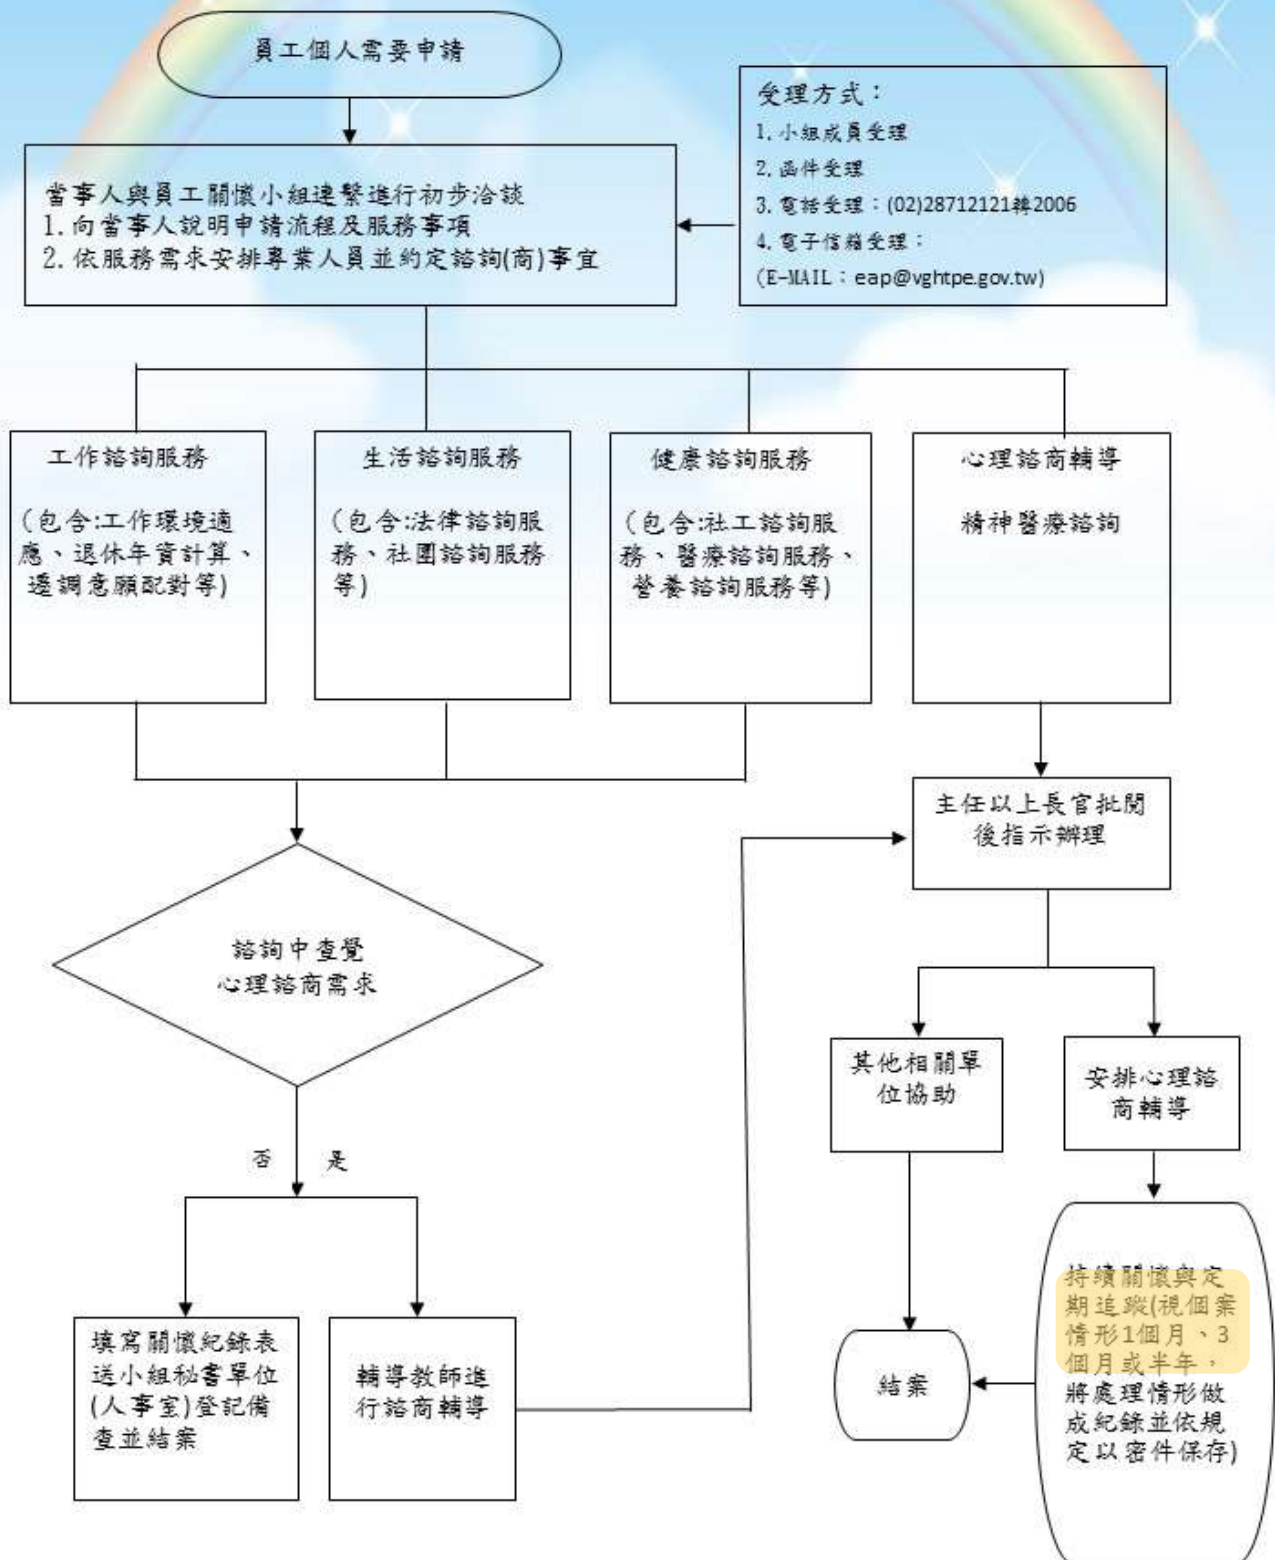 員工個人需要申請
受理方式：
1. 小組成員受理
2. 函件受理
3. 電話受理：(02)28712121轉2006
4. 電子信箱受理：
(E-MAIL：eap@vghtpe.gov.tw)
當事人與員工關懷小組連繫進行初步洽談
1. 向當事人說明申請流程及服務事項
2. 依服務需求安排專業人員並約定諮詢(商)事宜
工作諮詢服務
(包含:工作環境適
應、退休年資計算、
遷調意願配對等)
生活諮詢服務
(包含:法律諮詢服
務、社團諮詢服務
等)
健康諮詢服務
(包含:社工諮詢服
務、醫療諮詢服務、
營養諮詢服務等)
心理諮商輔導
精神醫療諮詢
主任以上長官批閱
後指示辦理
諮詢中查覺
心理諮商需求
其他相關單
位協助
安排心理諮
商輔導
否 是
填寫關懷紀錄表
送小組秘書單位
(人事室)登記備
查並結案
輔導教師進
行諮商輔導
結案
持續關懷與定
期追蹤(視個案
情形1個月、3
個月或半年，
將處理情形做
成紀錄並依規
定以密件保存)